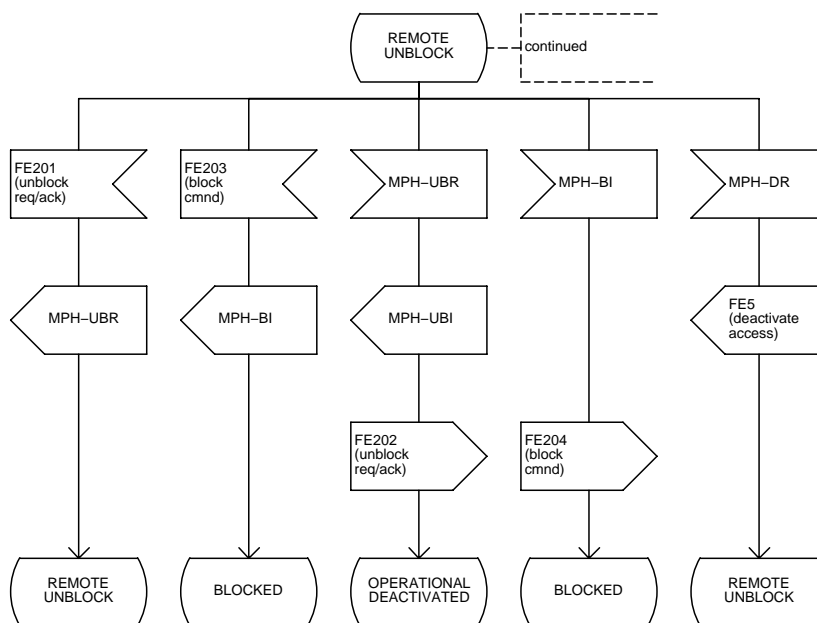 REMOTE
UNBLOCK
continued
FE201
(unblock
req/ack)
FE203
(block
cmnd)
MPH−UBR
MPH−BI
MPH−DR
MPH−UBR
MPH−BI
MPH−UBI
FE5
(deactivate
access)
FE202
(unblock
req/ack)
FE204
(block
cmnd)
REMOTE
UNBLOCK
BLOCKED
OPERATIONAL
DEACTIVATED
BLOCKED
REMOTE
UNBLOCK